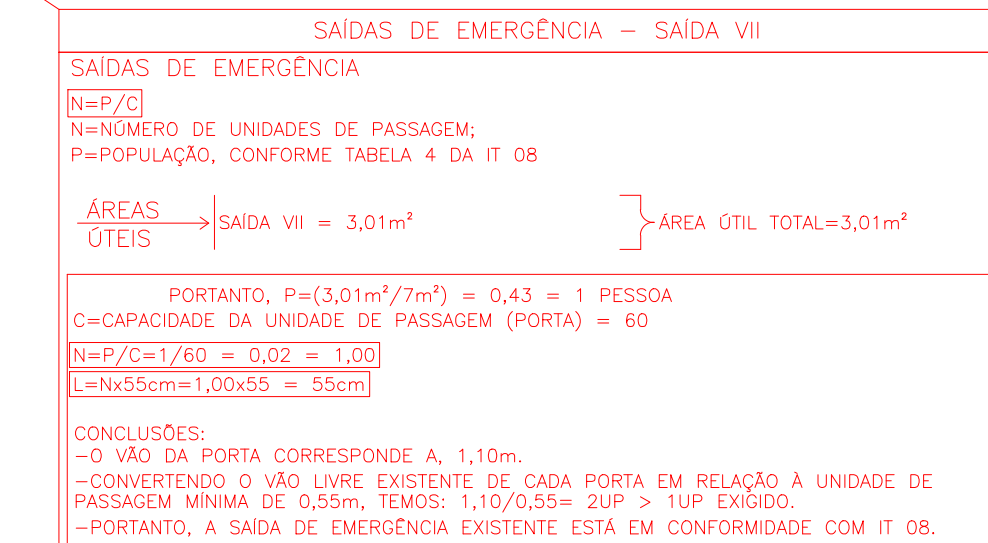 SAÍDAS DE EMERGÊNCIA – SAÍDA VII
SAÍDAS DE EMERGÊNCIA
N=P/C
N=NÚMERO DE UNIDADES DE PASSAGEM;
P=POPULAÇÃO, CONFORME TABELA 4 DA IT 08
ÁREAS
ÚTEIS
SAÍDA VII = 3,01m²
ÁREA ÚTIL TOTAL=3,01m²
PORTANTO, P=(3,01m²/7m²) = 0,43 = 1 PESSOA
C=CAPACIDADE DA UNIDADE DE PASSAGEM (PORTA) = 60
N=P/C=1/60 = 0,02 = 1,00
L=Nx55cm=1,00x55 = 55cm
CONCLUSÕES:
–O VÃO DA PORTA CORRESPONDE A, 1,10m.
–CONVERTENDO O VÃO LIVRE EXISTENTE DE CADA PORTA EM RELAÇÃO À UNIDADE DE
PASSAGEM MÍNIMA DE 0,55m, TEMOS: 1,10/0,55= 2UP > 1UP EXIGIDO.
–PORTANTO, A SAÍDA DE EMERGÊNCIA EXISTENTE ESTÁ EM CONFORMIDADE COM IT 08.